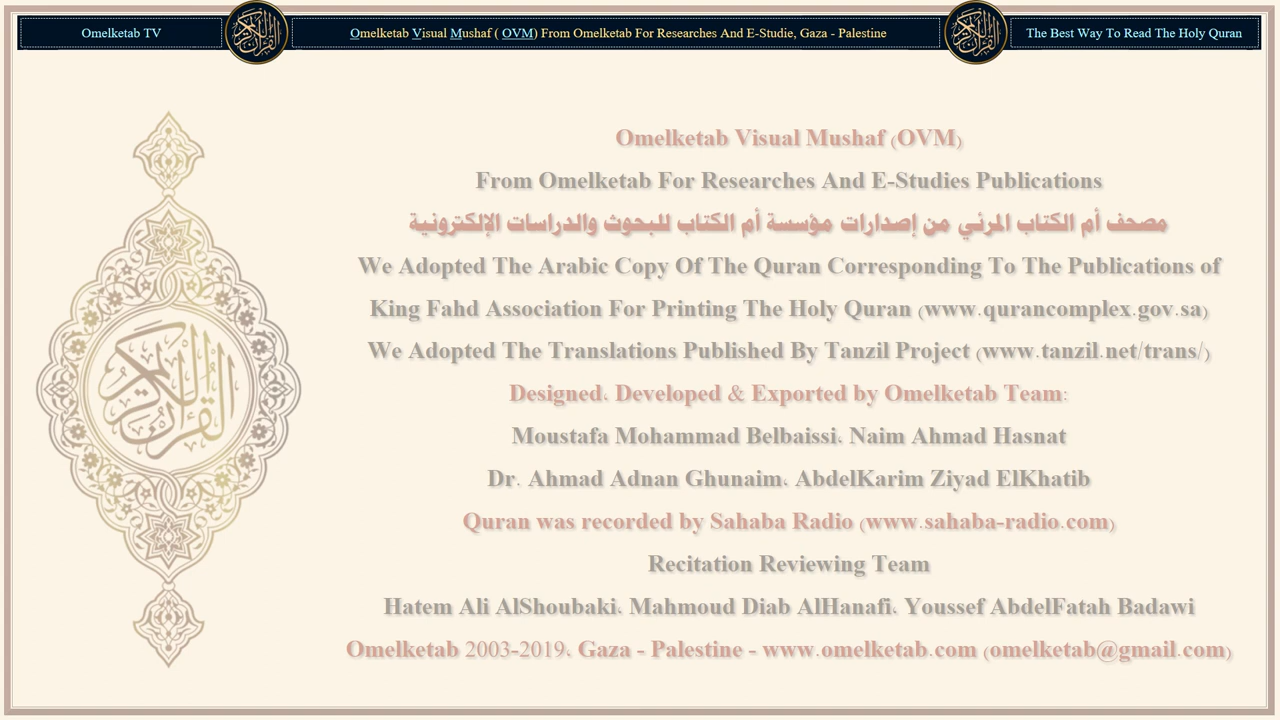 Omelketab TV
Omelketab Visual Mushaf ( OVM) From Omelketab For Researches And E-Studie, Gaza - Palestine
The Best Way To Read The Holy Quran
Omelketab Visual Mushaf (OVM)
From Omelketab For Researches And E-Studies Publications
مصحف أم الكتاب المرئي من إصدارات مؤسسة أم الكتاب للبحوث والدراسات الإلكترونية
We Adopted The Arabic Copy Of The Quran Corresponding To The Publications of
King Fahd Association For Printing The Holy Quran (www.qurancomplex.gov.sa)
We Adopted The Translations Published By Tanzil Project (www.tanzil.net/trans/)
Designed، Developed & Exported by Omelketab Team:
Moustafa Mohammad Belbaissi، Naim Ahmad Hasnat
Dr. Ahmad Adnan Ghunaim، AbdelKarim Ziyad ElKhatib
Quran was recorded by Sahaba Radio (www.sahaba-radio.com)
Recitation Reviewing Team
Hatem Ali AlShoubaki، Mahmoud Diab AlHanafi، Youssef AbdelFatah Badawi
Omelketab 2003-2019، Gaza - Palestine - www.omelketab.com (omelketab@gmail.com)
القرآن الكريم